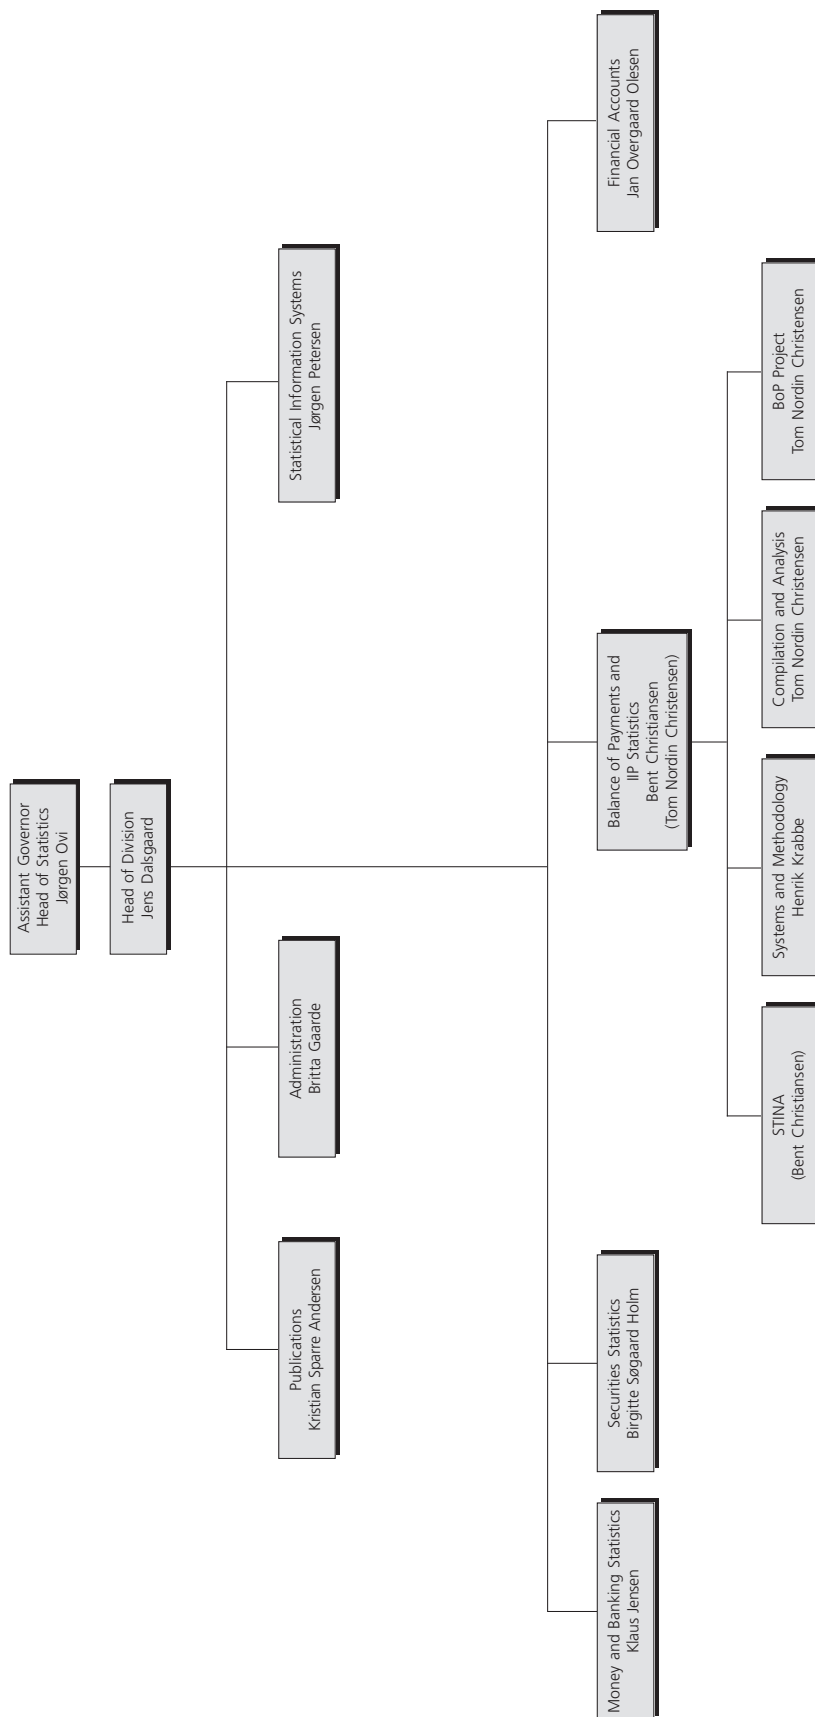 Assistant Governor
Head of Statistics
Jørgen Ovi
Head of Division
Jens Dalsgaard
Publications
Kristian Sparre Andersen
Administration
Britta Gaarde
Statistical Information Systems
Jørgen Petersen
Money and Banking Statistics
Klaus Jensen
Securities Statistics
Birgitte Søgaard Holm
Balance of Payments and
IIP Statistics
Bent Christiansen
(Tom Nordin Christensen)
Financial Accounts
Jan Overgaard Olesen
STINA
(Bent Christiansen)
Systems and Methodology
Henrik Krabbe
Compilation and Analysis
Tom Nordin Christensen
BoP Project
Tom Nordin Christensen